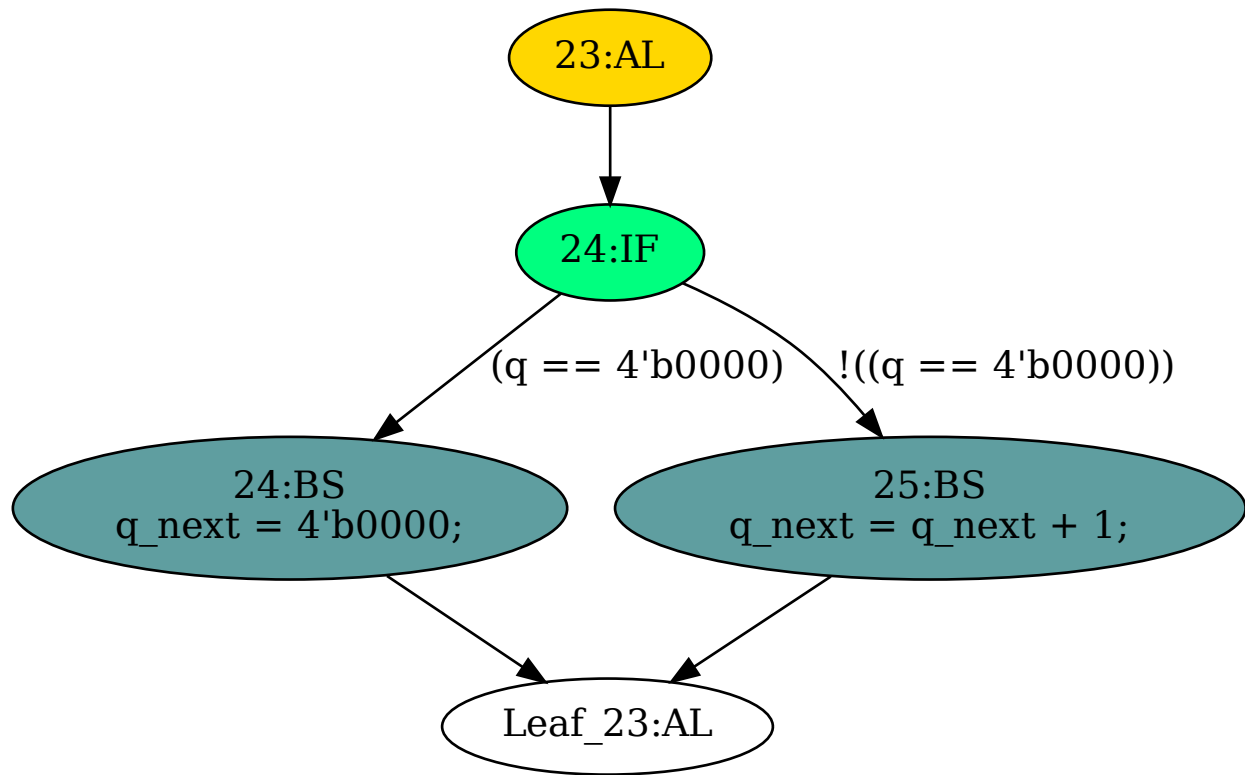 23:AL
24:IF
(q == 4'b0000)
!((q == 4'b0000))
24:BS
q_next = 4'b0000;
25:BS
q_next = q_next + 1;
Leaf_23:AL